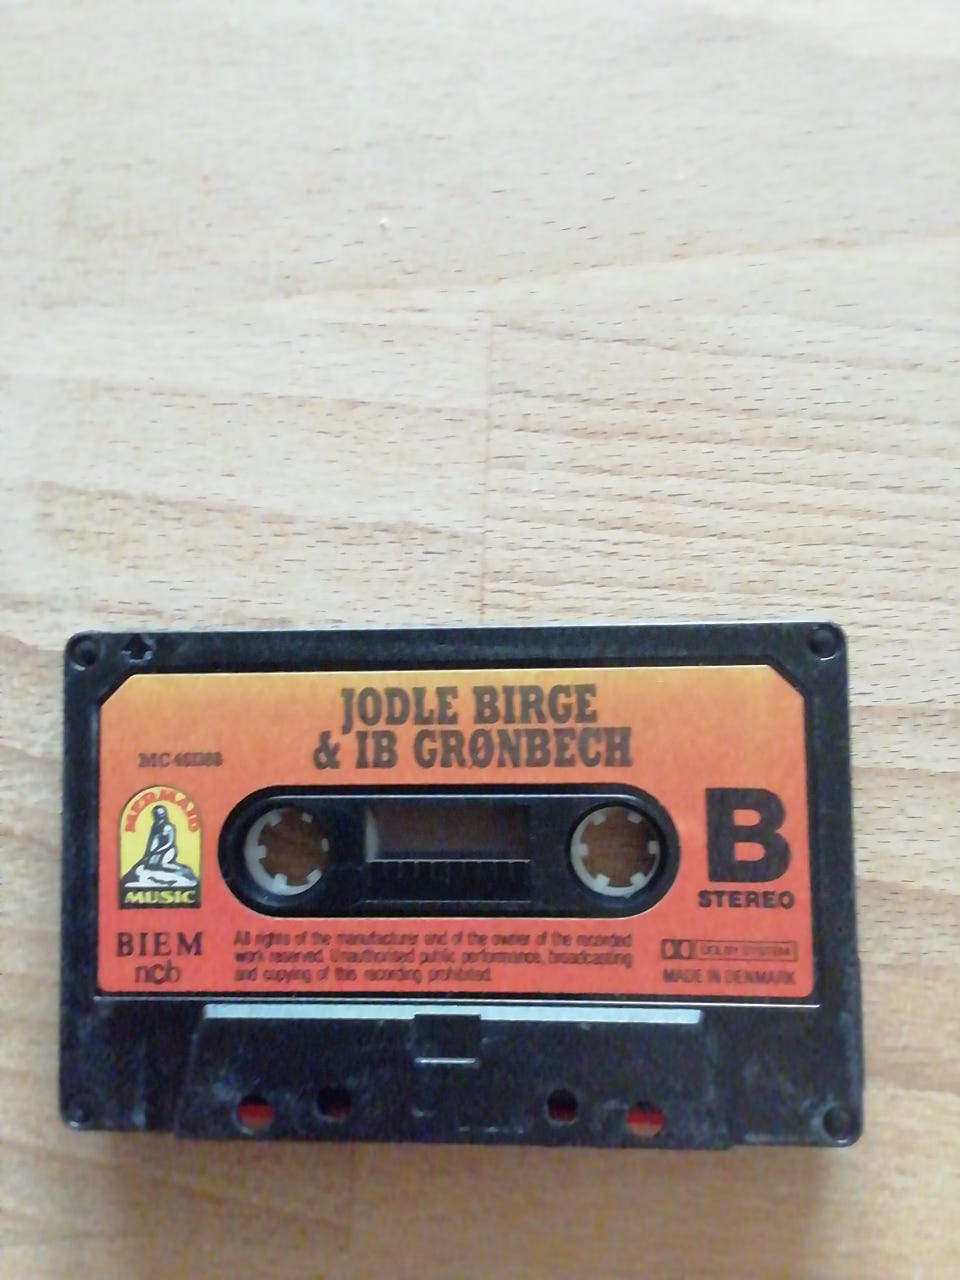 JODLE BIRGE
& IB GRØNBECH
MERMAID
MUSIC
B
STEREO
BIEM
ncb
All rights of the manufacturer and of the owner of the recorded
work reserved. Unauthorised public performance, broadcasting
and copying of this recording prohibited.
DOLBY SYSTEM
MADE IN DENMARK